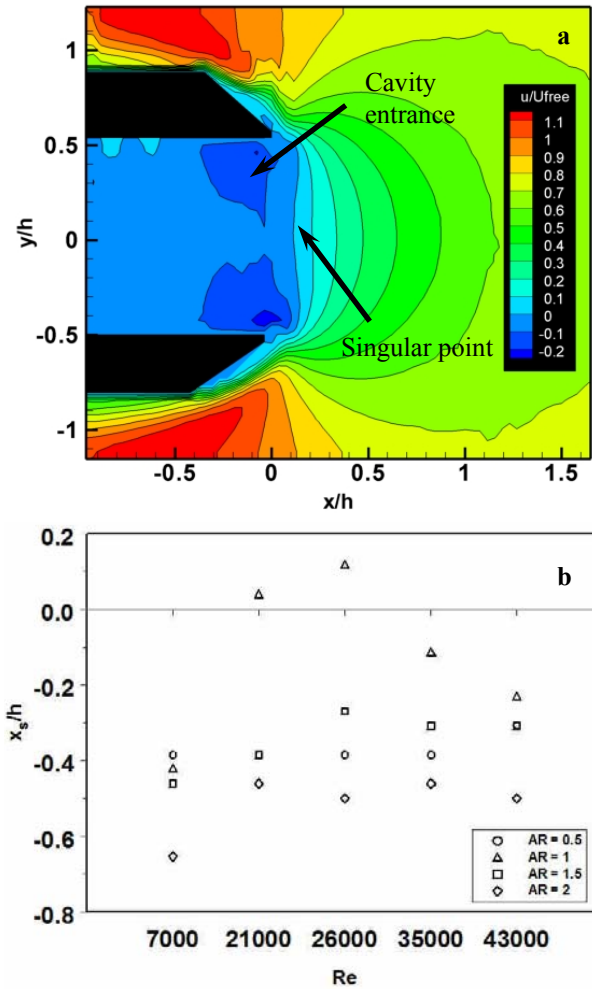 a
Cavity
entrance
u/Ufree
1.1
1
0.9
0.8
0.7
0.6
0.5
0.4
0.3
0.2
0.1
0
-0.1
-0.2
Singular point
y/h
1
0.5
0
-0.5
-1
-0.5 0 0.5 1 1.5
x/h
b
x_s/h
0.2
0.0
-0.2
-0.4
-0.6
-0.8
AR = 0.5
AR = 1
AR = 1.5
AR = 2
7000 21000 26000 35000 43000
Re